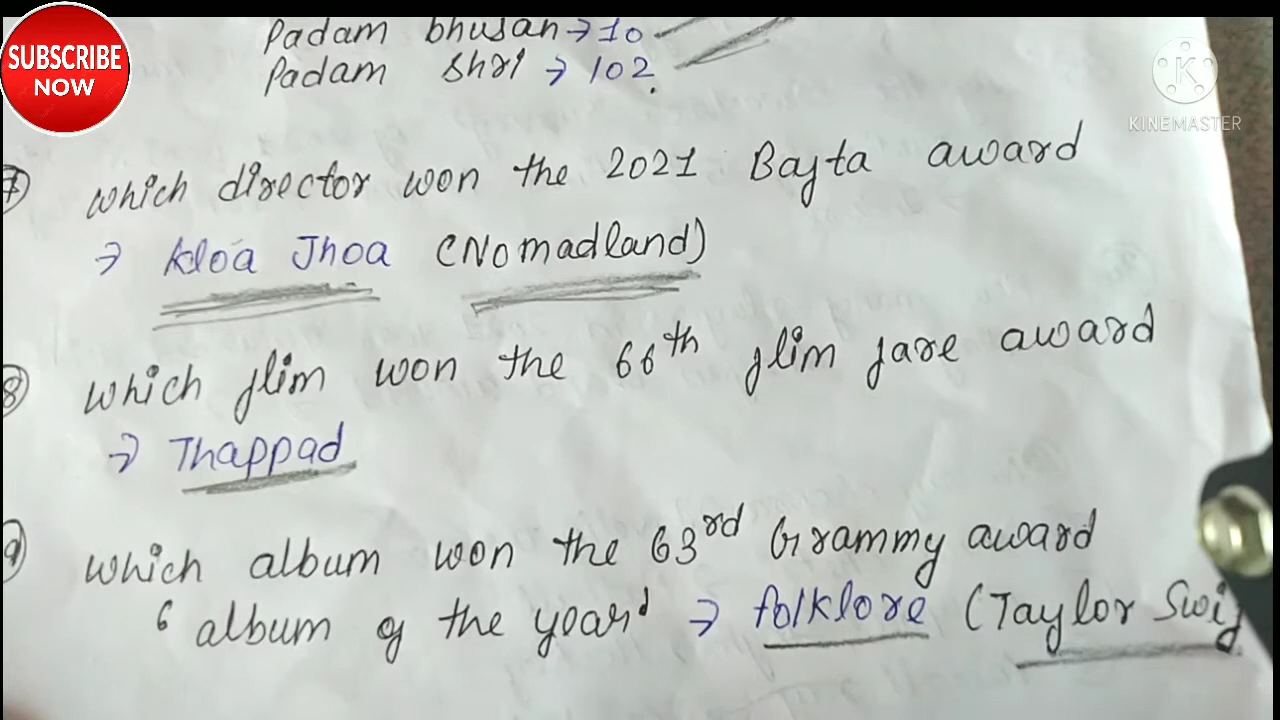 SUBSCRIBE
NOW
KINEMASTER
Padam bhusan → 10
Padam Shri → 102.
7) which director won the 2021 Bafta award
→ kloa Jhoa (Nomadland)
8) which flim won the 66th flim fare award
→ Thappad
9) which album won the 63rd Grammy award
‘ album of the year' → folklore (Taylor Swif